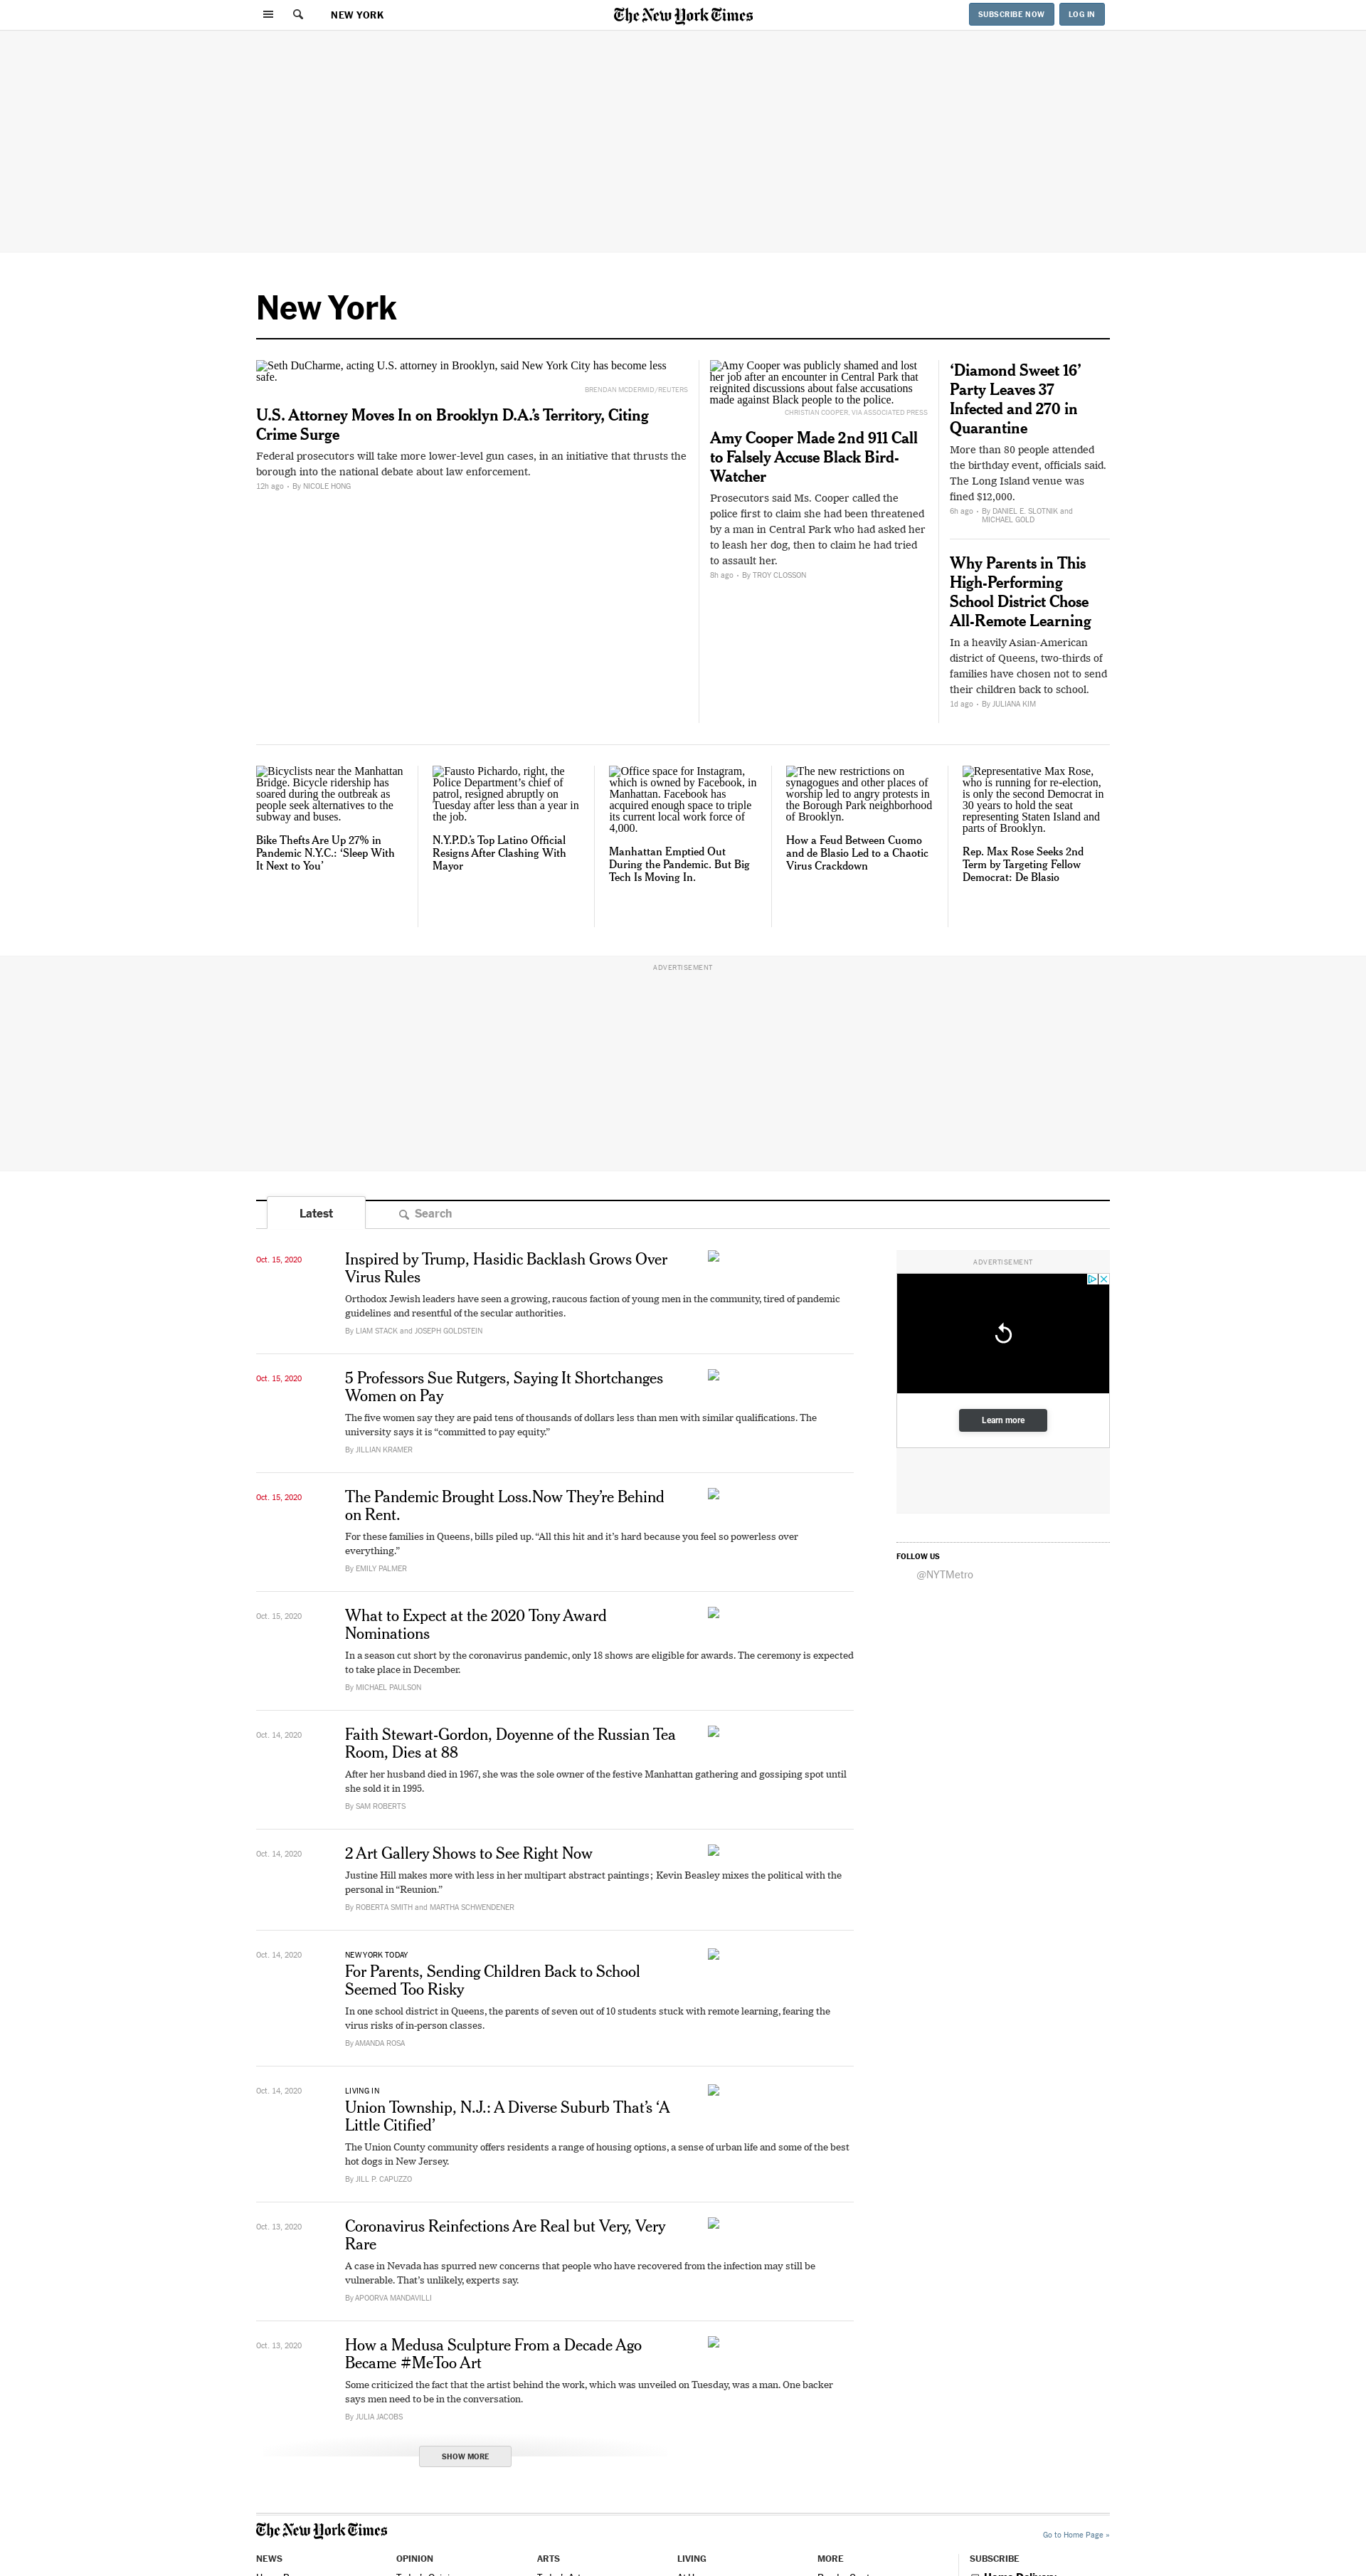 NEW YORK
The New York Times
SUBSCRIBE NOW
LOG IN
New York
Seth DuCharme, acting U.S. attorney in Brooklyn, said New York City has become less
safe.
BRENDAN MCDERMID/REUTERS
U.S. Attorney Moves In on Brooklyn D.A.’s Territory, Citing
Crime Surge
Federal prosecutors will take more lower-level gun cases, in an initiative that thrusts the
borough into the national debate about law enforcement.
12h ago • By NICOLE HONG
Amy Cooper was publicly shamed and lost
her job after an encounter in Central Park that
reignited discussions about false accusations
made against Black people to the police.
CHRISTIAN COOPER, VIA ASSOCIATED PRESS
Amy Cooper Made 2nd 911 Call
to Falsely Accuse Black Bird-
Watcher
Prosecutors said Ms. Cooper called the
police first to claim she had been threatened
by a man in Central Park who had asked her
to leash her dog, then to claim he had tried
to assault her.
8h ago • By TROY CLOSSON
‘Diamond Sweet 16’
Party Leaves 37
Infected and 270 in
Quarantine
More than 80 people attended
the birthday event, officials said.
The Long Island venue was
fined $12,000.
6h ago • By DANIEL E. SLOTNIK and
MICHAEL GOLD
Why Parents in This
High-Performing
School District Chose
All-Remote Learning
In a heavily Asian-American
district of Queens, two-thirds of
families have chosen not to send
their children back to school.
1d ago • By JULIANA KIM
Bicyclists near the Manhattan
Bridge. Bicycle ridership has
soared during the outbreak as
people seek alternatives to the
subway and buses.
Bike Thefts Are Up 27% in
Pandemic N.Y.C.: ‘Sleep With
It Next to You’
Fausto Pichardo, right, the
Police Department’s chief of
patrol, resigned abruptly on
Tuesday after less than a year in
the job.
N.Y.P.D.’s Top Latino Official
Resigns After Clashing With
Mayor
Office space for Instagram,
which is owned by Facebook, in
Manhattan. Facebook has
acquired enough space to triple
its current local work force of
4,000.
Manhattan Emptied Out
During the Pandemic. But Big
Tech Is Moving In.
The new restrictions on
synagogues and other places of
worship led to angry protests in
the Borough Park neighborhood
of Brooklyn.
How a Feud Between Cuomo
and de Blasio Led to a Chaotic
Virus Crackdown
Representative Max Rose,
who is running for re-election,
is only the second Democrat in
30 years to hold the seat
representing Staten Island and
parts of Brooklyn.
Rep. Max Rose Seeks 2nd
Term by Targeting Fellow
Democrat: De Blasio
ADVERTISEMENT
Latest
Search
Oct. 15, 2020
Inspired by Trump, Hasidic Backlash Grows Over
Virus Rules
Orthodox Jewish leaders have seen a growing, raucous faction of young men in the community, tired of pandemic
guidelines and resentful of the secular authorities.
By LIAM STACK and JOSEPH GOLDSTEIN
Oct. 15, 2020
5 Professors Sue Rutgers, Saying It Shortchanges
Women on Pay
The five women say they are paid tens of thousands of dollars less than men with similar qualifications. The
university says it is “committed to pay equity.”
By JILLIAN KRAMER
Oct. 15, 2020
The Pandemic Brought Loss.Now They’re Behind
on Rent.
For these families in Queens, bills piled up. “All this hit and it’s hard because you feel so powerless over
everything.”
By EMILY PALMER
Oct. 15, 2020
What to Expect at the 2020 Tony Award
Nominations
In a season cut short by the coronavirus pandemic, only 18 shows are eligible for awards. The ceremony is expected
to take place in December.
By MICHAEL PAULSON
Oct. 14, 2020
Faith Stewart-Gordon, Doyenne of the Russian Tea
Room, Dies at 88
After her husband died in 1967, she was the sole owner of the festive Manhattan gathering and gossiping spot until
she sold it in 1995.
By SAM ROBERTS
Oct. 14, 2020
2 Art Gallery Shows to See Right Now
Justine Hill makes more with less in her multipart abstract paintings; Kevin Beasley mixes the political with the
personal in “Reunion.”
By ROBERTA SMITH and MARTHA SCHWENDENER
Oct. 14, 2020
NEW YORK TODAY
For Parents, Sending Children Back to School
Seemed Too Risky
In one school district in Queens, the parents of seven out of 10 students stuck with remote learning, fearing the
virus risks of in-person classes.
By AMANDA ROSA
Oct. 14, 2020
LIVING IN
Union Township, N.J.: A Diverse Suburb That’s ‘A
Little Citified’
The Union County community offers residents a range of housing options, a sense of urban life and some of the best
hot dogs in New Jersey.
By JILL P. CAPUZZO
Oct. 13, 2020
Coronavirus Reinfections Are Real but Very, Very
Rare
A case in Nevada has spurred new concerns that people who have recovered from the infection may still be
vulnerable. That’s unlikely, experts say.
By APOORVA MANDAVILLI
Oct. 13, 2020
How a Medusa Sculpture From a Decade Ago
Became #MeToo Art
Some criticized the fact that the artist behind the work, which was unveiled on Tuesday, was a man. One backer
says men need to be in the conversation.
By JULIA JACOBS
SHOW MORE
ADVERTISEMENT
Learn more
FOLLOW US
@NYTMetro
The New York Times
Go to Home Page »
NEWS
OPINION
ARTS
LIVING
MORE
SUBSCRIBE